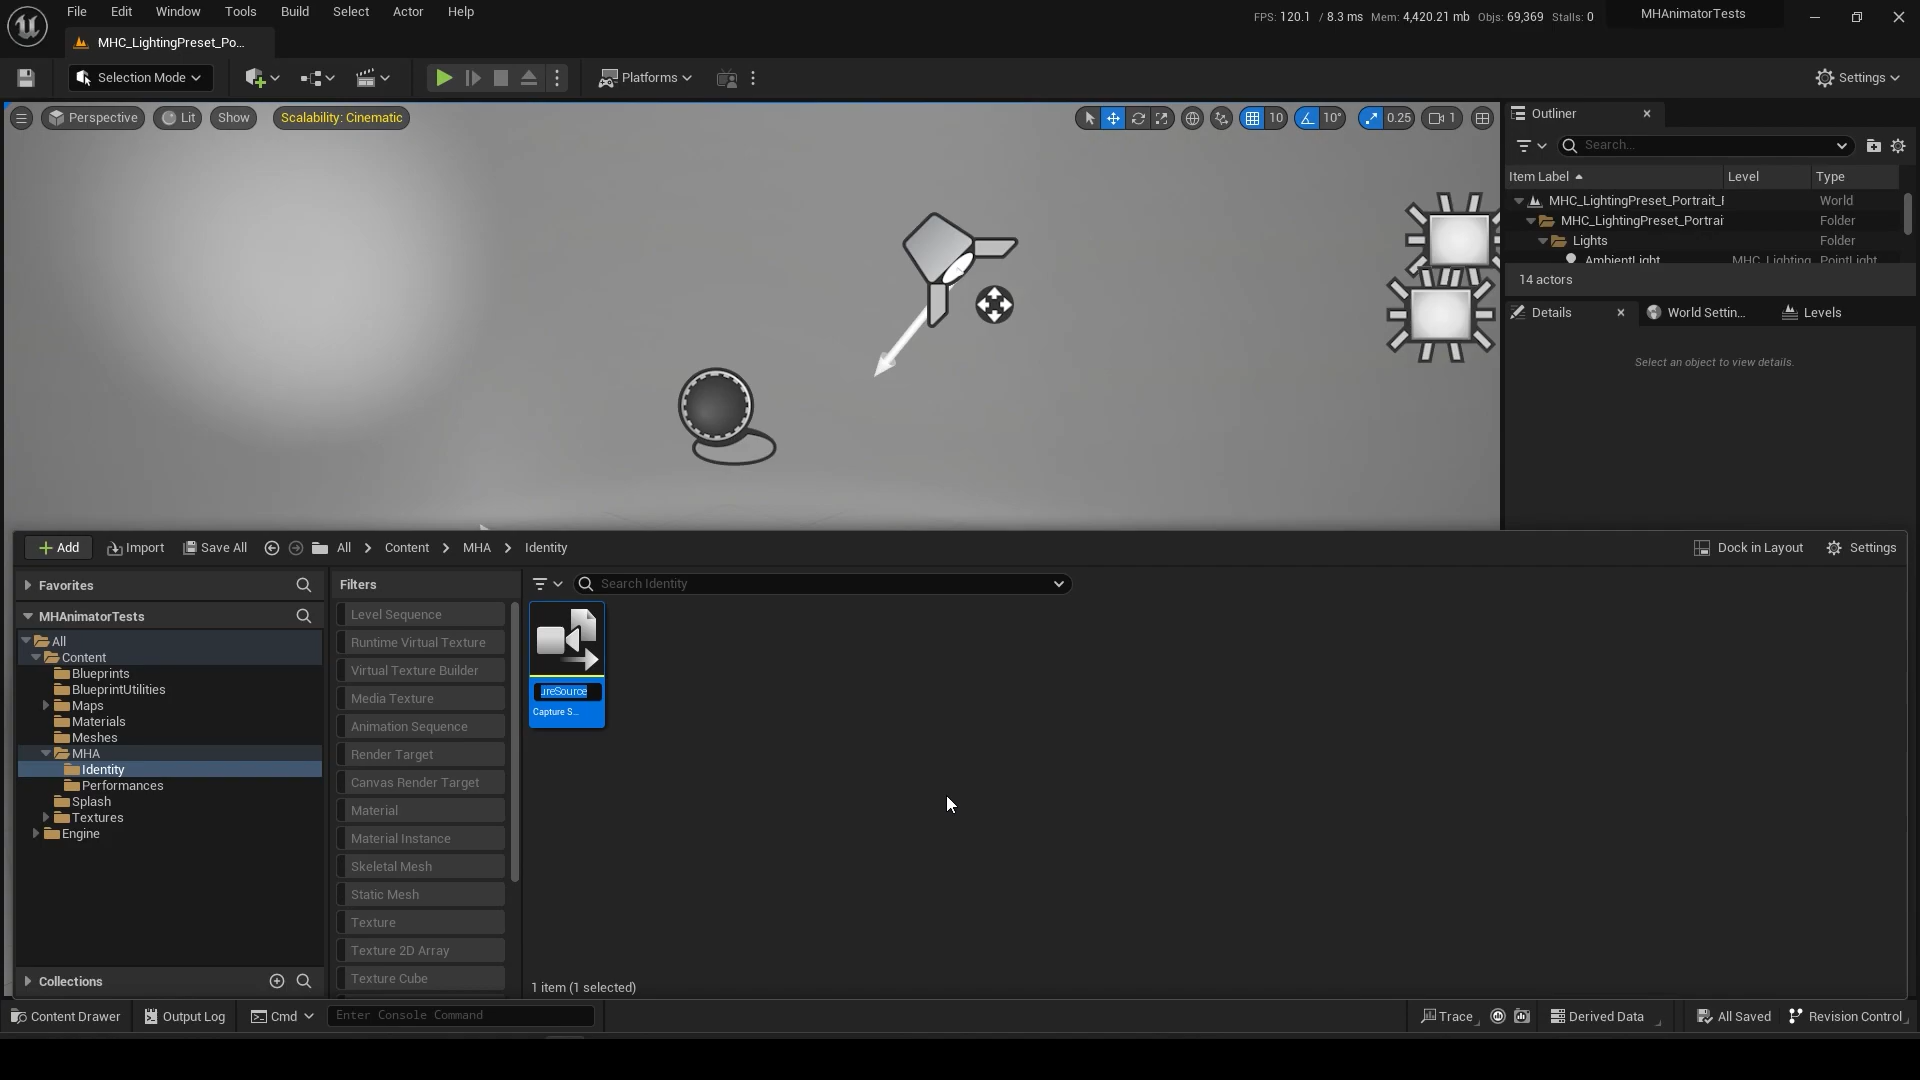 File Edit Window Tools Build Select Actor Help
FPS: 120.1 / 8.3 ms Mem: 4,420.21 mb Objs: 69,369 Stalls: 0
MHAnimatorTests
MHC_LightingPreset_Po...
Selection Mode
Platforms
Settings
Perspective Lit Show Scalability: Cinematic
10 10° 0.25 1
Outliner
Search...
Item Label Level Type
MHC_LightingPreset_Portrait_ World
MHC_LightingPreset_Portrai Folder
Lights Folder
AmbientLight MHC_Lighting PointLight
14 actors
Details World Settin... Levels
Select an object to view details.
Add Import Save All All Content MHA Identity
Dock in Layout Settings
Favorites
MHAnimatorTests
All
Content
Blueprints
BlueprintUtilities
Maps
Materials
Meshes
MHA
Identity
Performances
Splash
Textures
Engine
Collections
Filters
Level Sequence
Runtime Virtual Texture
Virtual Texture Builder
Media Texture
Animation Sequence
Render Target
Canvas Render Target
Material
Material Instance
Skeletal Mesh
Static Mesh
Texture
Texture 2D Array
Texture Cube
Search Identity
ureSource
Capture S...
1 item (1 selected)
Content Drawer Output Log Cmd Enter Console Command
Trace Derived Data All Saved Revision Control